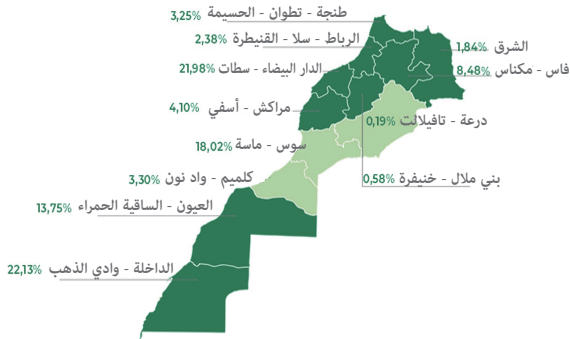 طنجة - تطوان - الحسيمة 3,25%
الرباط - سلا - القنيطرة 2,38%
الشرق 1,84%
الدار البيضاء - سطات 21,98%
فاس - مكناس 8,48%
مراكش - أسفي 4,10%
درعة - تافيلالت 0,19%
سوس - ماسة 18,02%
بني ملال - خنيفرة 0,58%
كلميم - واد نون 3,30%
العيون - الساقية الحمراء 13,75%
الداخلة - وادي الذهب 22,13%